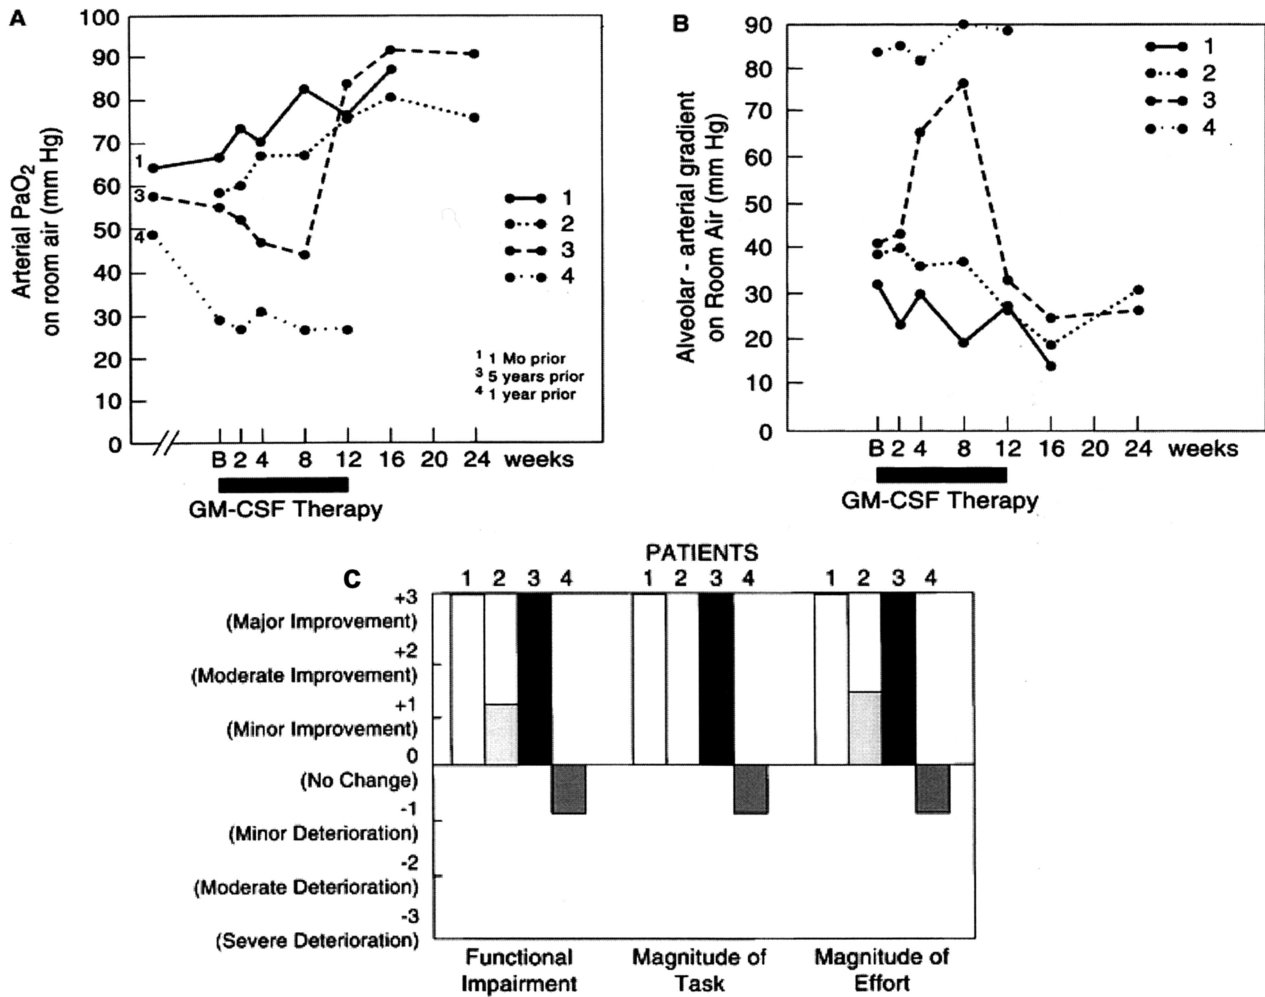 A
100
90
80
70
60
50
40
30
20
10
0
Arterial PaO2
on room air (mm Hg)
1
3
4
1
2
3
4
1 1 Mo prior
3 5 years prior
4 1 year prior
B 2 4 8 12 16 20 24 weeks
GM-CSF Therapy
B
90
80
70
60
50
40
30
20
10
0
Alveolar - arterial gradient
on Room Air (mm Hg)
1
2
3
4
B 2 4 8 12 16 20 24 weeks
GM-CSF Therapy
C
PATIENTS
1 2 3 4 1 2 3 4 1 2 3 4
+3
(Major Improvement)
+2
(Moderate Improvement)
+1
(Minor Improvement)
0
(No Change)
-1
(Minor Deterioration)
-2
(Moderate Deterioration)
-3
(Severe Deterioration)
Functional
Impairment
Magnitude of
Task
Magnitude of
Effort